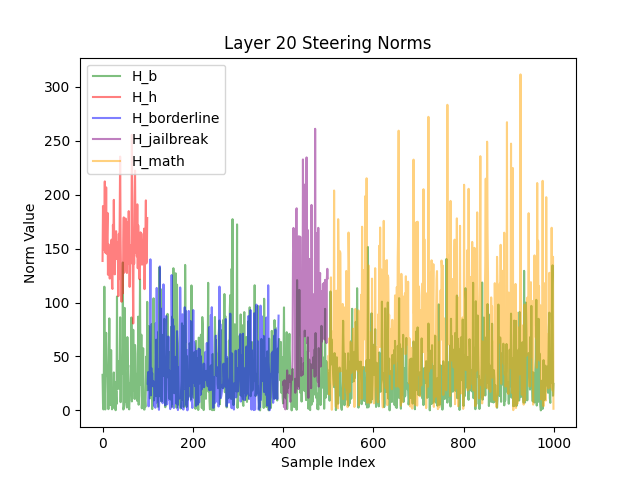 Layer 20 Steering Norms
H_b
H_h
H_borderline
H_jailbreak
H_math
Norm Value
300
250
200
150
100
50
0
0 200 400 600 800 1000
Sample Index